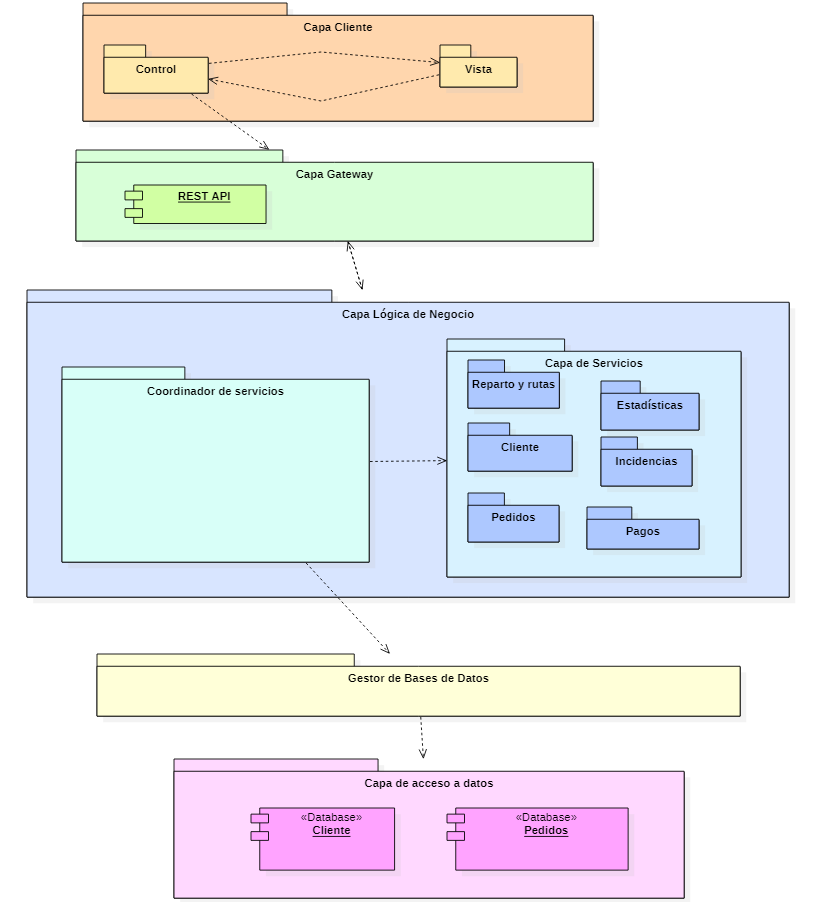 Capa Cliente
Control
Vista
Capa Gateway
REST API
Capa Lógica de Negocio
Coordinador de servicios
Capa de Servicios
Reparto y rutas
Estadísticas
Cliente
Incidencias
Pedidos
Pagos
Gestor de Bases de Datos
Capa de acceso a datos
«Database»
Cliente
«Database»
Pedidos